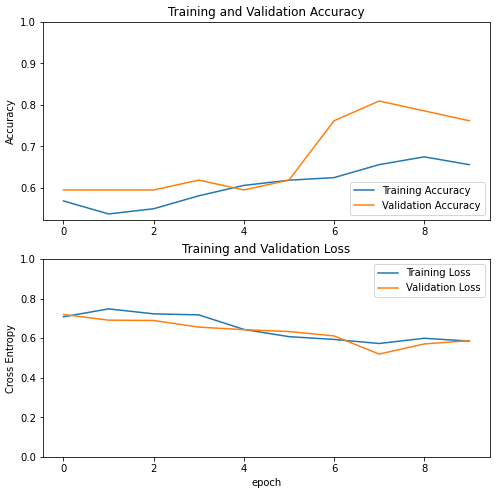 Training and Validation Accuracy
1.0
0.9
0.8
0.7
0.6
Accuracy
Training Accuracy
Validation Accuracy
0 2 4 6 8
Training and Validation Loss
1.0
0.8
0.6
0.4
0.2
0.0
Cross Entropy
Training Loss
Validation Loss
0 2 4 6 8
epoch